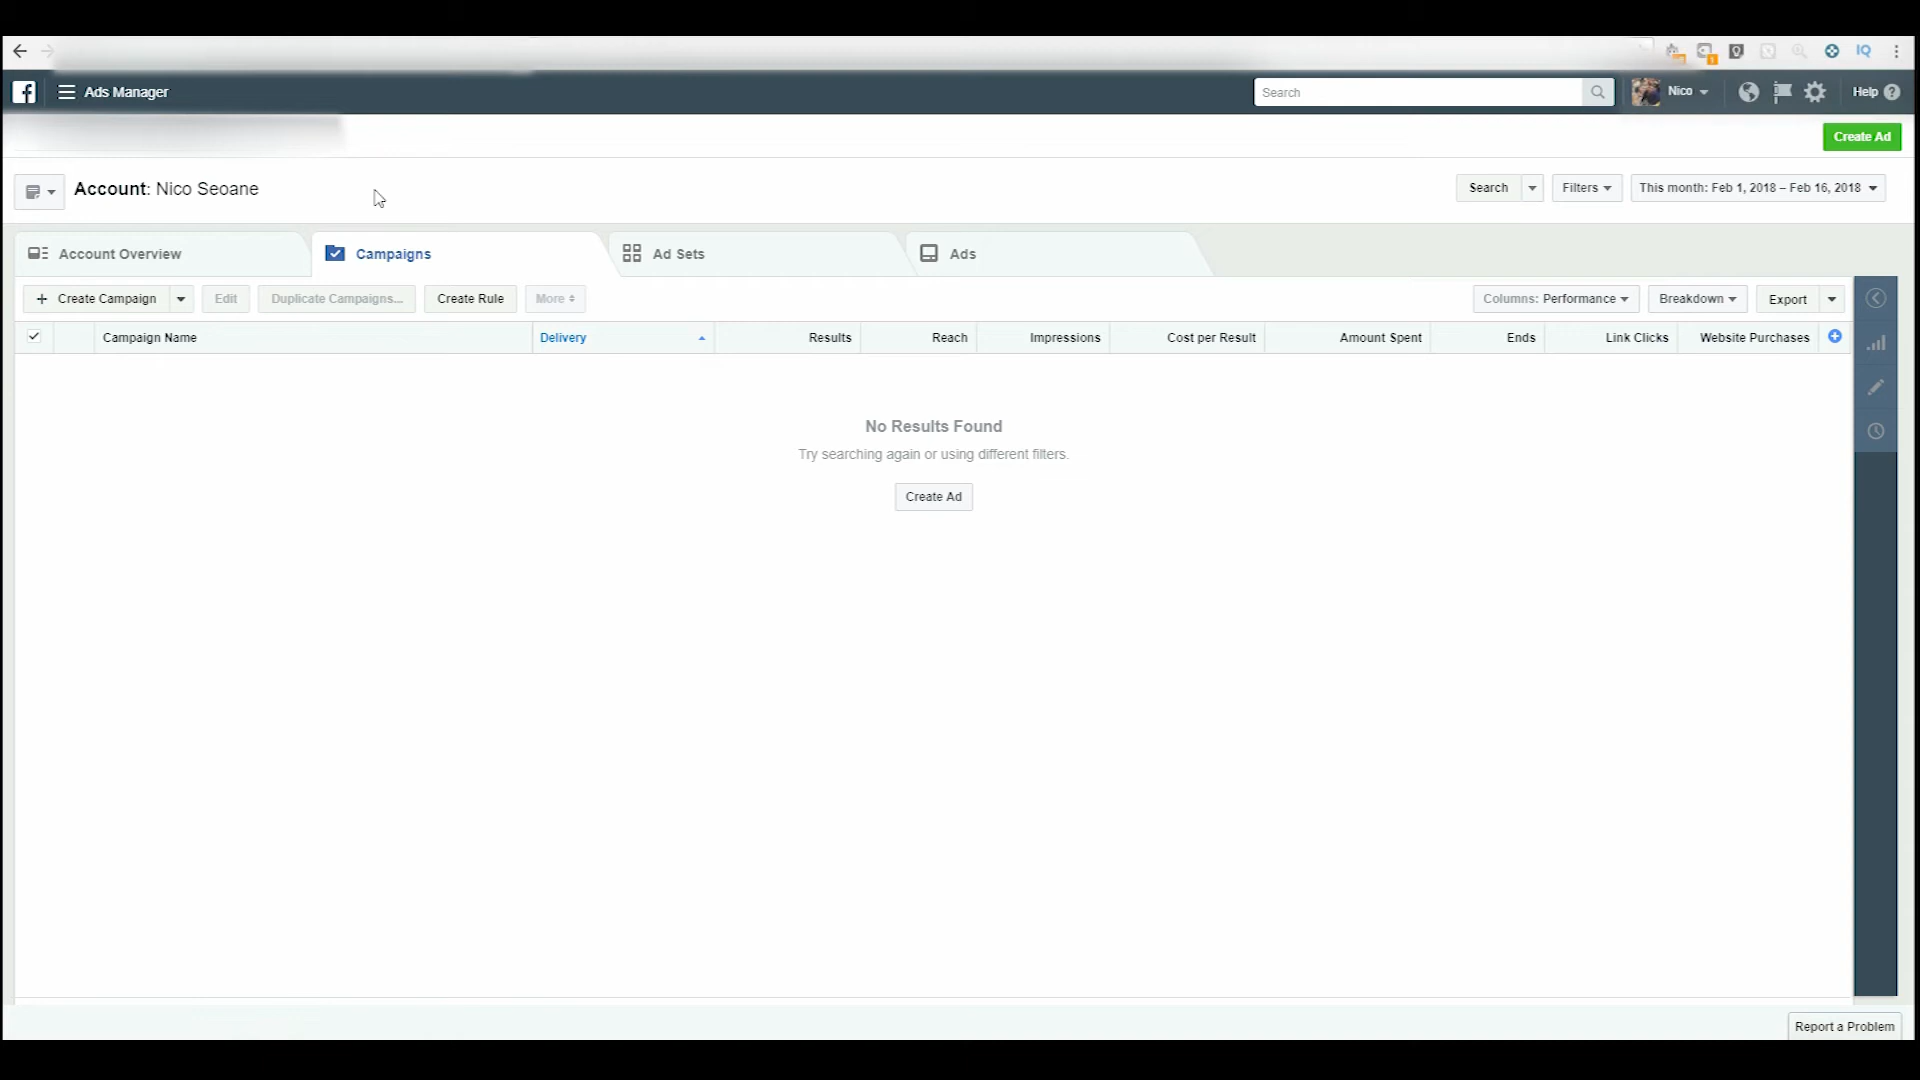 IQ
Ads Manager
Search
Nico
Help
Create Ad
Account: Nico Seoane
Search
Filters
This month: Feb 1, 2018 – Feb 16, 2018
Account Overview
Campaigns
Ad Sets
Ads
+ Create Campaign
Edit
Duplicate Campaigns...
Create Rule
More
Columns: Performance
Breakdown
Export
Campaign Name
Delivery
Results
Reach
Impressions
Cost per Result
Amount Spent
Ends
Link Clicks
Website Purchases
No Results Found
Try searching again or using different filters.
Create Ad
Report a Problem